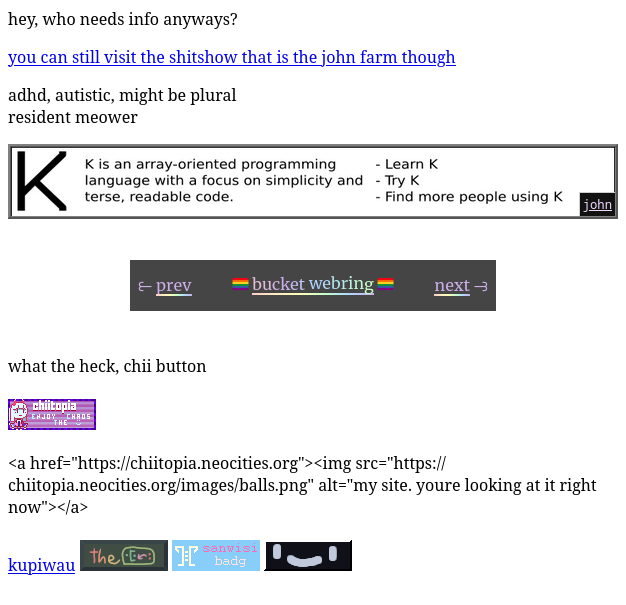 hey, who needs info anyways?
you can still visit the shitshow that is the john farm though
adhd, autistic, might be plural
resident meower
K
K is an array-oriented programming
language with a focus on simplicity and
terse, readable code.
- Learn K
- Try K
- Find more people using K
john
prev bucket webring next
what the heck, chii button
chiitopia
ENJOY CHAOS
THE
<a href="https://chiitopia.neocities.org"><img src="https://
chiitopia.neocities.org/images/balls.png" alt="my site. youre looking at it right
now"></a>
kupiwau the sanwisi
badg